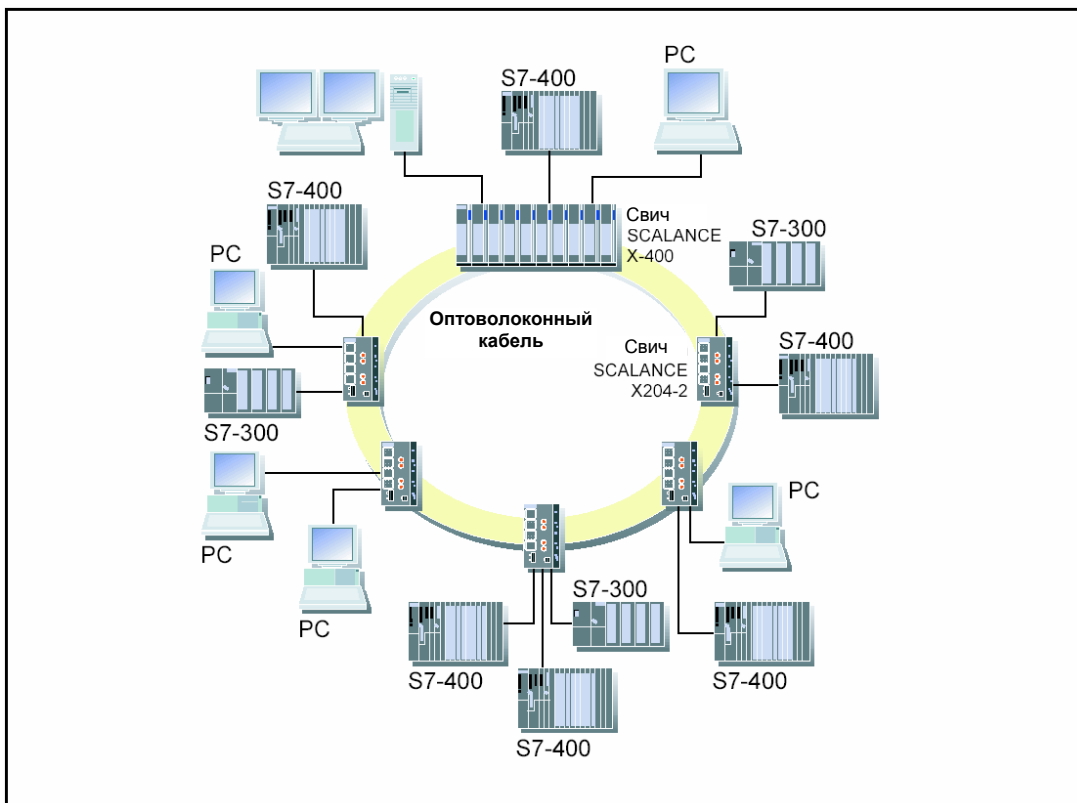 PC
S7-400
S7-400
Свич
SCALANCE
X-400
S7-300
PC
Оптоволоконный
кабель
Свич
SCALANCE
X204-2
S7-400
S7-300
PC
PC
PC
S7-300
S7-400
S7-400
S7-400